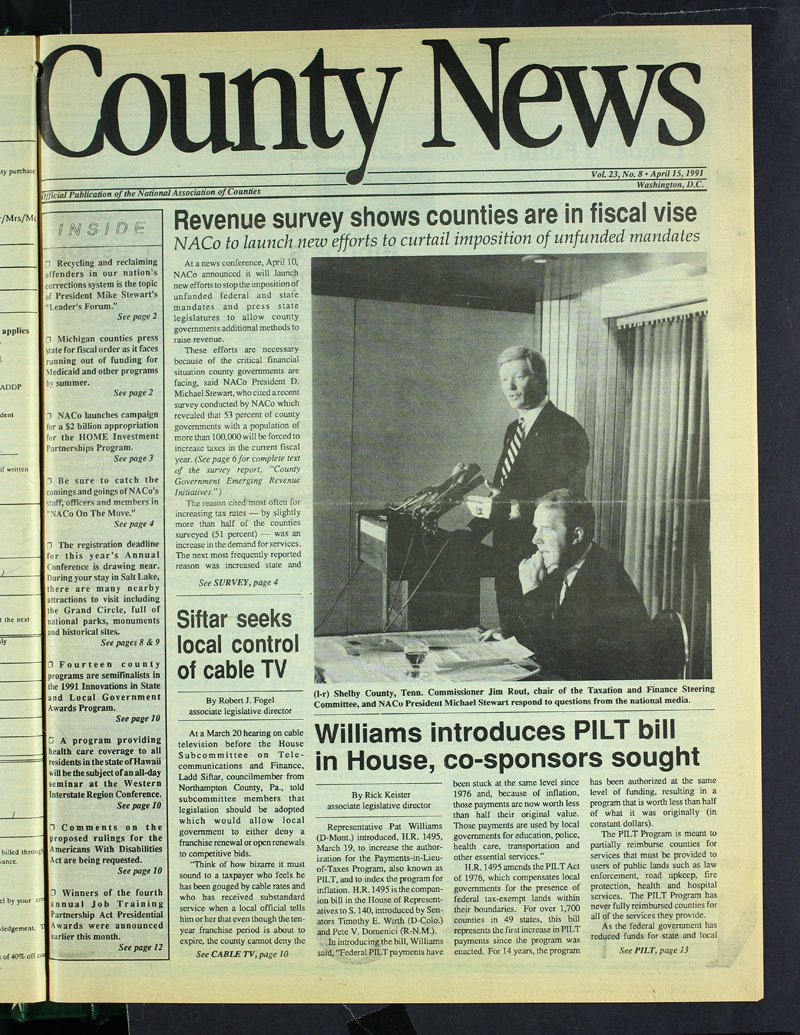 County News
Vol. 23, No. 8 • April 15, 1991
Official Publication of the National Association of Counties
Washington, D.C.
INSIDE
❒ Recycling and reclaiming
offenders in our nation's
corrections system is the topic
of President Mike Stewart's
"Leader's Forum."
See page 2
❒ Michigan counties press
state for fiscal order as it faces
running out of funding for
Medicaid and other programs
by summer.
See page 2
❒ NACo launches campaign
for a $2 billion appropriation
for the HOME Investment
Partnerships Program.
See page 3
❒ Be sure to catch the
comings and goings of NACo's
staff, officers and members in
"NACo On The Move."
See page 4
❒ The registration deadline
for this year's Annual
Conference is drawing near.
During your stay in Salt Lake,
there are many nearby
attractions to visit including
the Grand Circle, full of
national parks, monuments
and historical sites.
See pages 8 & 9
❒ Fourteen county
programs are semifinalists in
the 1991 Innovations in State
and Local Government
Awards Program.
See page 10
❒ A program providing
health care coverage to all
residents in the state of Hawaii
will be the subject of an all-day
seminar at the Western
Interstate Region Conference.
See page 10
❒ Comments on the
proposed rulings for the
Americans With Disabilities
Act are being requested.
See page 10
❒ Winners of the fourth
annual Job Training
Partnership Act Presidential
Awards were announced
earlier this month.
See page 12
Revenue survey shows counties are in fiscal vise
NACo to launch new efforts to curtail imposition of unfunded mandates
At a news conference, April 10,
NACo announced it will launch
new efforts to stop the imposition of
unfunded federal and state
mandates and press state
legislatures to allow county
governments additional methods to
raise revenue.
These efforts are necessary
because of the critical financial
situation county governments are
facing, said NACo President D.
Michael Stewart, who cited a recent
survey conducted by NACo which
revealed that 53 percent of county
governments with a population of
more than 100,000 will be forced to
increase taxes in the current fiscal
year. (See page 6 for complete text
of the survey report, "County
Government Emerging Revenue
Initiatives.")
The reason cited most often for
increasing tax rates — by slightly
more than half of the counties
surveyed (51 percent) — was an
increase in the demand for services.
The next most frequently reported
reason was increased state and
See SURVEY, page 4
(l-r) Shelby County, Tenn. Commissioner Jim Rout, chair of the Taxation and Finance Steering
Committee, and NACo President Michael Stewart respond to questions from the national media.
Siftar seeks
local control
of cable TV
By Robert J. Fogel
associate legislative director
At a March 20 hearing on cable
television before the House
Subcommittee on Tele-
communications and Finance,
Ladd Siftar, councilmember from
Northampton County, Pa., told
subcommittee members that
legislation should be adopted
which would allow local
government to either deny a
franchise renewal or open renewals
to competitive bids.
"Think of how bizarre it must
sound to a taxpayer who feels he
has been gouged by cable rates and
who has received substandard
service when a local official tells
him or her that even though the ten-
year franchise period is about to
expire, the county cannot deny the
See CABLE TV, page 10
Williams introduces PILT bill
in House, co-sponsors sought
By Rick Keister
associate legislative director
Representative Pat Williams
(D-Mont.) introduced, H.R. 1495,
March 19, to increase the author-
ization for the Payments-in-Lieu-
of-Taxes Program, also known as
PILT, and to index the program for
inflation. H.R. 1495 is the compan-
ion bill in the House of Represent-
atives to S. 140, introduced by Sen-
ators Timothy E. Wirth (D-Colo.)
and Pete V. Domenici (R-N.M.).
In introducing the bill, Williams
said, "Federal PILT payments have
been stuck at the same level since
1976 and, because of inflation,
those payments are now worth less
than half their original value.
Those payments are used by local
governments for education, police,
health care, transportation and
other essential services."
H.R. 1495 amends the PILT Act
of 1976, which compensates local
governments for the presence of
federal tax-exempt lands within
their boundaries. For over 1,700
counties in 49 states, this bill
represents the first increase in PILT
payments since the program was
enacted. For 14 years, the program
has been authorized at the same
level of funding, resulting in a
program that is worth less than half
of what it was originally (in
constant dollars).
The PILT Program is meant to
partially reimburse counties for
services that must be provided to
users of public lands such as law
enforcement, road upkeep, fire
protection, health and hospital
services. The PILT Program has
never fully reimbursed counties for
all of the services they provide.
As the federal government has
reduced funds for state and local
See PILT, page 13
ty purchase
/Mrs/Ms
applies
ADDP
dent
if written
t the next
ly
billed through
vance.
el by your
wledgement.
s of 40% off